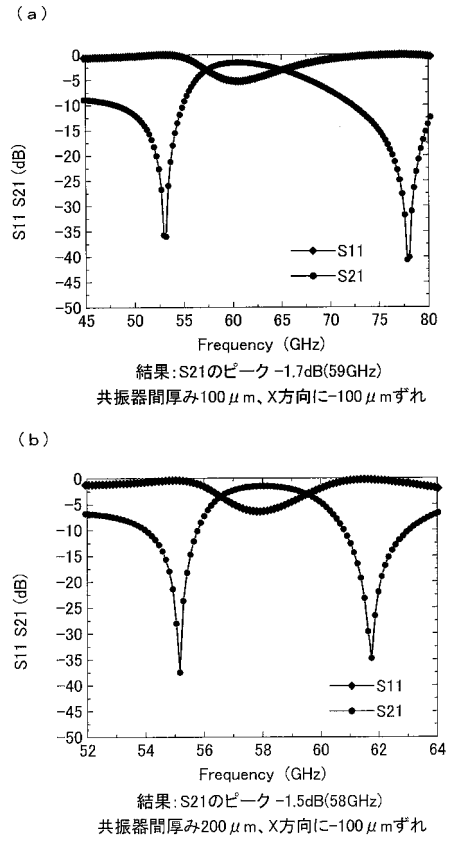 (a)
S11 S21 (dB)
0
-5
-10
-15
-20
-25
-30
-35
-40
-45
-50
S11
S21
45 50 55 60 65 70 75 80
Frequency (GHz)
結果:S21のピーク -1.7dB(59GHz)
共振器間厚み100μm、X方向に-100μmずれ
(b)
S11 S21 (dB)
0
-5
-10
-15
-20
-25
-30
-35
-40
-45
-50
S11
S21
52 54 56 58 60 62 64
Frequency (GHz)
結果:S21のピーク -1.5dB(58GHz)
共振器間厚み200μm、X方向に-100μmずれ